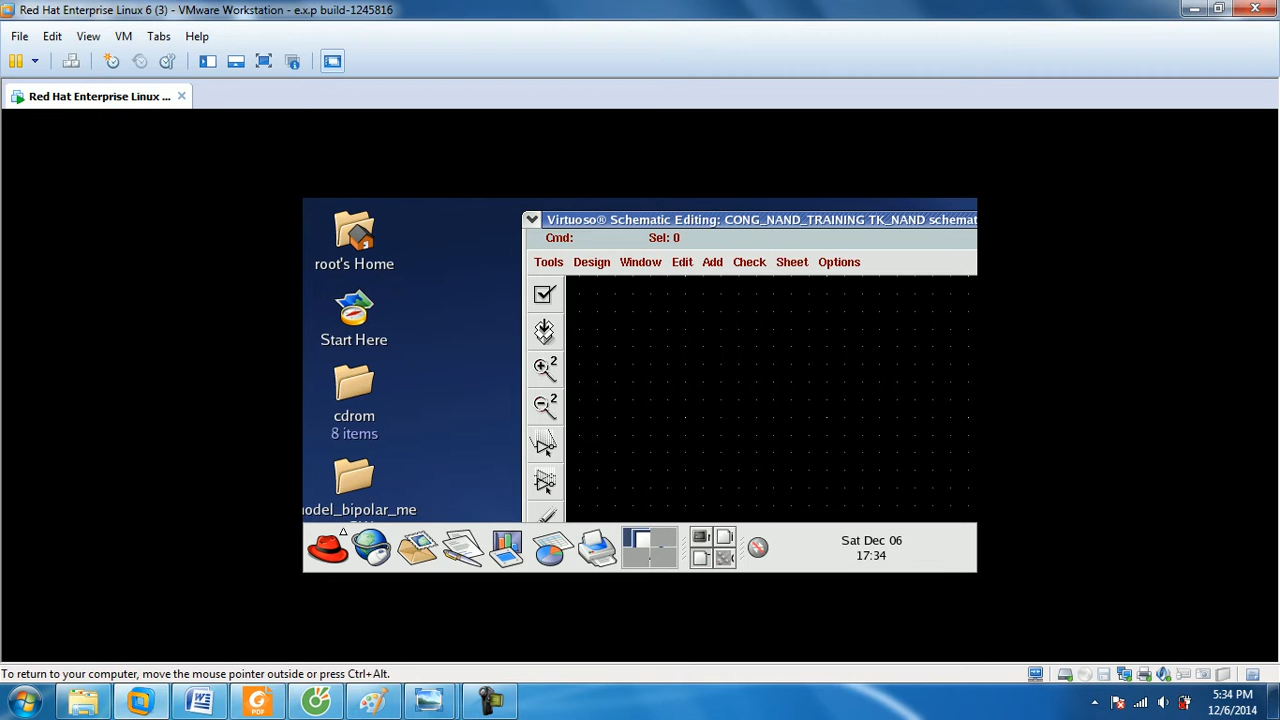 Red Hat Enterprise Linux 6 (3) - VMware Workstation - e.x.p build-1245816
File Edit View VM Tabs Help
Red Hat Enterprise Linux ...
root's Home
Start Here
cdrom
8 items
odel_bipolar_me
Virtuoso® Schematic Editing: CONG_NAND_TRAINING TK_NAND schemat
Cmd: Sel: 0
Tools Design Window Edit Add Check Sheet Options
2
2
Sat Dec 06
17:34
To return to your computer, move the mouse pointer outside or press Ctrl+Alt.
PDF
5:34 PM
12/6/2014